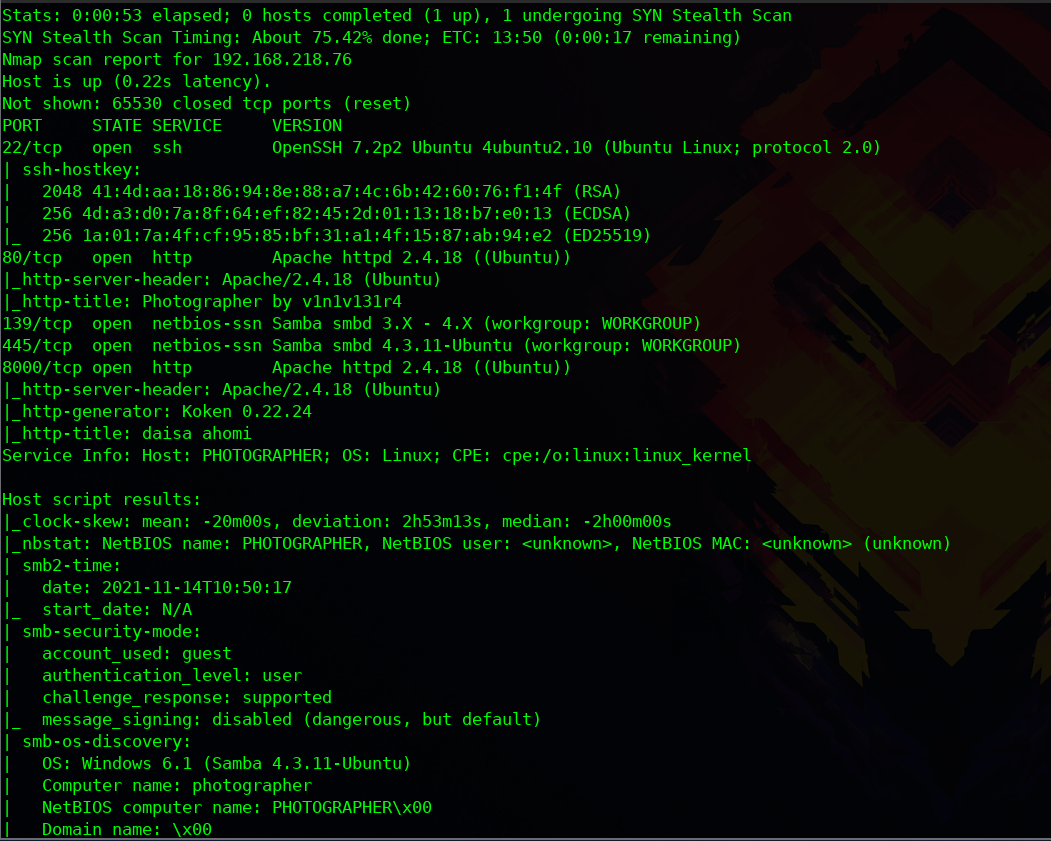 Stats: 0:00:53 elapsed; 0 hosts completed (1 up), 1 undergoing SYN Stealth Scan
SYN Stealth Scan Timing: About 75.42% done; ETC: 13:50 (0:00:17 remaining)
Nmap scan report for 192.168.218.76
Host is up (0.22s latency).
Not shown: 65530 closed tcp ports (reset)
PORT     STATE SERVICE     VERSION
22/tcp   open  ssh         OpenSSH 7.2p2 Ubuntu 4ubuntu2.10 (Ubuntu Linux; protocol 2.0)
| ssh-hostkey:
|   2048 41:4d:aa:18:86:94:8e:88:a7:4c:6b:42:60:76:f1:4f (RSA)
|   256 4d:a3:d0:7a:8f:64:ef:82:45:2d:01:13:18:b7:e0:13 (ECDSA)
|_  256 1a:01:7a:4f:cf:95:85:bf:31:a1:4f:15:87:ab:94:e2 (ED25519)
80/tcp   open  http        Apache httpd 2.4.18 ((Ubuntu))
|_http-server-header: Apache/2.4.18 (Ubuntu)
|_http-title: Photographer by v1n1v131r4
139/tcp  open  netbios-ssn Samba smbd 3.X - 4.X (workgroup: WORKGROUP)
445/tcp  open  netbios-ssn Samba smbd 4.3.11-Ubuntu (workgroup: WORKGROUP)
8000/tcp open  http        Apache httpd 2.4.18 ((Ubuntu))
|_http-server-header: Apache/2.4.18 (Ubuntu)
|_http-generator: Koken 0.22.24
|_http-title: daisa ahomi
Service Info: Host: PHOTOGRAPHER; OS: Linux; CPE: cpe:/o:linux:linux_kernel

Host script results:
|_clock-skew: mean: -20m00s, deviation: 2h53m13s, median: -2h00m00s
|_nbstat: NetBIOS name: PHOTOGRAPHER, NetBIOS user: <unknown>, NetBIOS MAC: <unknown> (unknown)
| smb2-time:
|   date: 2021-11-14T10:50:17
|_  start_date: N/A
| smb-security-mode:
|   account_used: guest
|   authentication_level: user
|   challenge_response: supported
|_  message_signing: disabled (dangerous, but default)
| smb-os-discovery:
|   OS: Windows 6.1 (Samba 4.3.11-Ubuntu)
|   Computer name: photographer
|   NetBIOS computer name: PHOTOGRAPHER\x00
|   Domain name: \x00